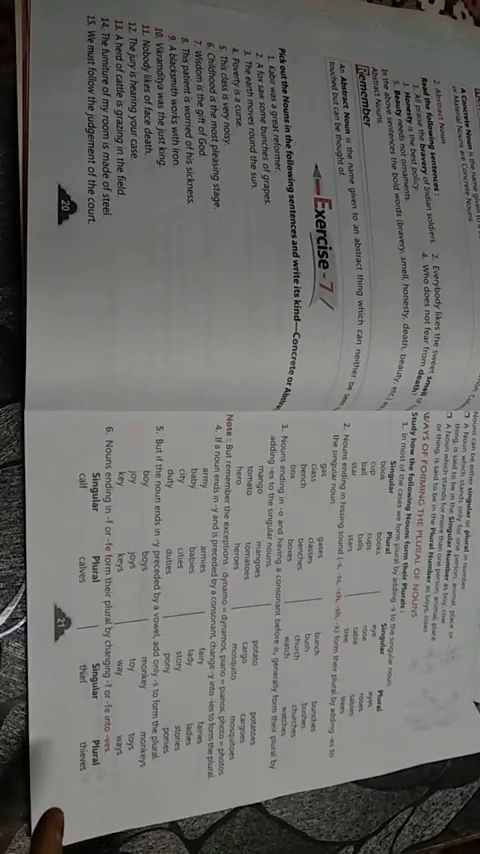 A Concrete Noun is the name given to
or Material Nouns are Concrete Nouns
2. Abstract Noun
Read the following sentences :
1. All praise the bravery of Indian soldiers. 2. Everybody likes the sweet smell
3. Honesty is the best policy. 4. Who does not fear from death
5. Beauty needs not ornaments.
In the above sentences the bold words (bravery, smell, honesty, death, beauty, etc.)
Abstract Nouns
Remember
An Abstract Noun is the name given to an abstract thing which can neither be
touched but can be thought of.
Exercise - 7
Pick out the Nouns in the following sentences and write its kind—Concrete or
1. Kabir was a great reformer.
2. A fox saw some bunches of grapes.
3. The earth moves round the sun.
4. Poverty is a curse.
5. This class is very noisy.
6. Childhood is the most pleasing stage.
7. Wisdom is the gift of God.
8. This patient is worried of his sickness.
9. A blacksmith works with iron.
10. Vikramditya was the just king.
11. Nobody likes of face death.
12. The jury is hearing your case.
13. A herd of cattle is grazing in the field.
14. The furniture of my room is made of steel.
15. We must follow the judgement of the court.
20
Nouns can be either singular or plural in number
A Noun which stands only for one person, animal, place or
thing, is said to be in the Singular Number as boy, cow
A Noun which stands for more than one person, animal, place
or thing, is said to be in the Plural Number as boys, cows
WAYS OF FORMING THE PLURAL OF NOUNS
Study how the following Nouns form their Plurals :
1. In most of the cases we form plural by adding -s to the singular noun.
Singular Plural Singular Plural
book books eye eyes
cup cups rose roses
ball balls table tables
star stars tree trees
2. Nouns ending in hissing sound (-s, -ss, -ch, -sh, -x) form their plural by adding -es to
the singular noun.
gas gases bunch bunches
class classes bush bushes
bench benches church churches
box boxes watch watches
3. Nouns ending in -o and having a consonant before o, generally form their plural by
adding -es to the singular nouns.
mango mangoes potato potatoes
tomato tomatoes cargo cargoes
hero heroes mosquito mosquitoes
Note : But remember the exceptions : dynamo = dynamos, piano = pianos, photo = photos
4. If a noun ends in -y and is preceded by a consonant, change -y into -ies to form the plural.
army armies fairy fairies
baby babies lady ladies
city cities story stories
duty duties pony ponies
5. But if the noun ends in -y preceded by a vowel, add only -s to form the plural.
boy boys monkey monkeys
joy joys toy toys
key keys way ways
6. Nouns ending in -f or -fe form their plural by changing -f or -fe into -ves.
Singular Plural Singular Plural
calf calves thief thieves
21